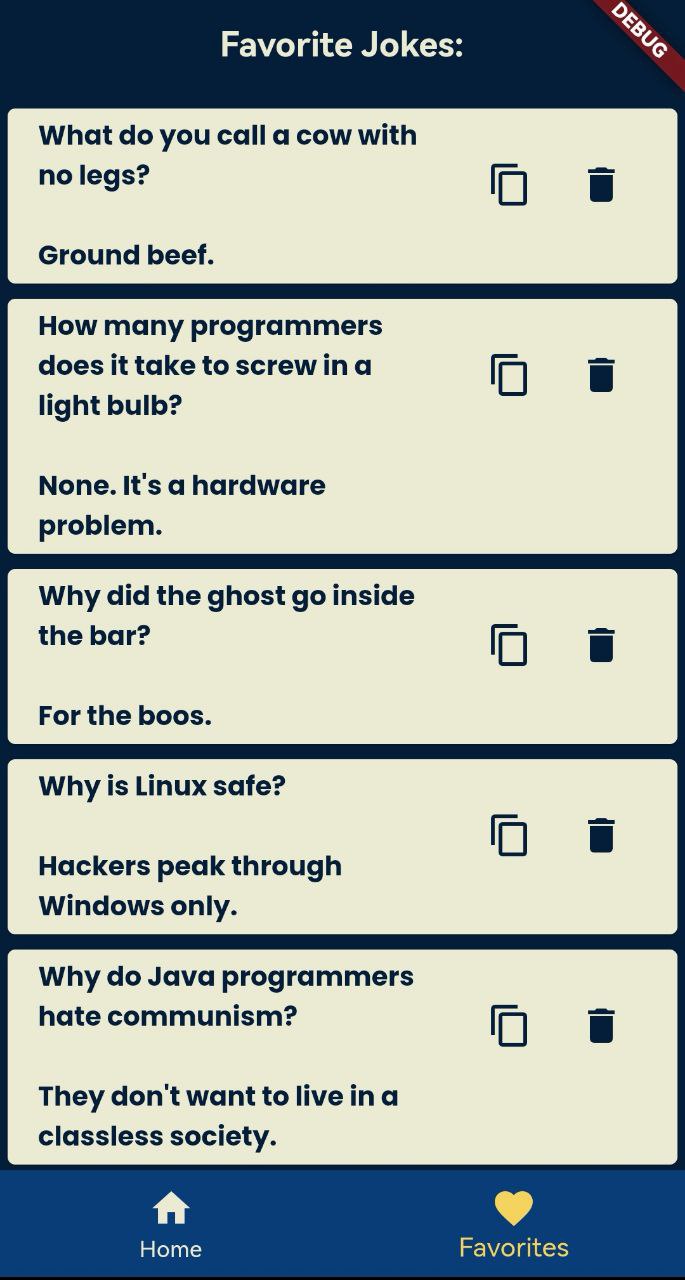 Favorite Jokes:
DEBUG
What do you call a cow with
no legs?
Ground beef.
How many programmers
does it take to screw in a
light bulb?
None. It's a hardware
problem.
Why did the ghost go inside
the bar?
For the boos.
Why is Linux safe?
Hackers peak through
Windows only.
Why do Java programmers
hate communism?
They don't want to live in a
classless society.
Home
Favorites